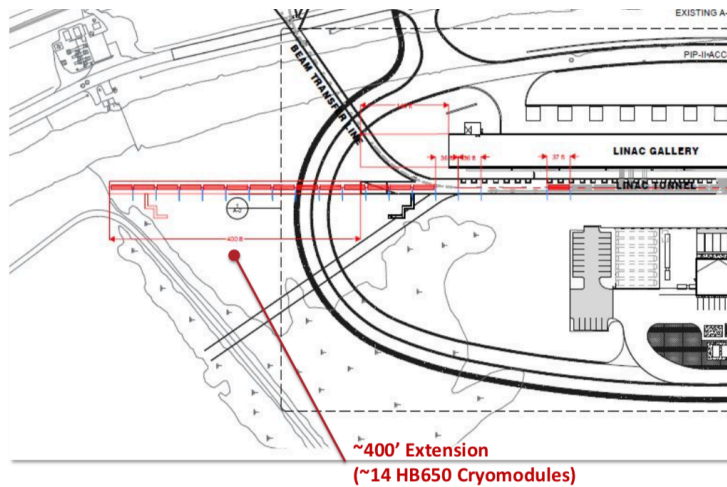 EXISTING A-
PIP-II-ACC
BEAM TRANSFER LINE
LINAC GALLERY
37 ft
LINAC TUNNEL
400 ft
~400’ Extension
(~14 HB650 Cryomodules)